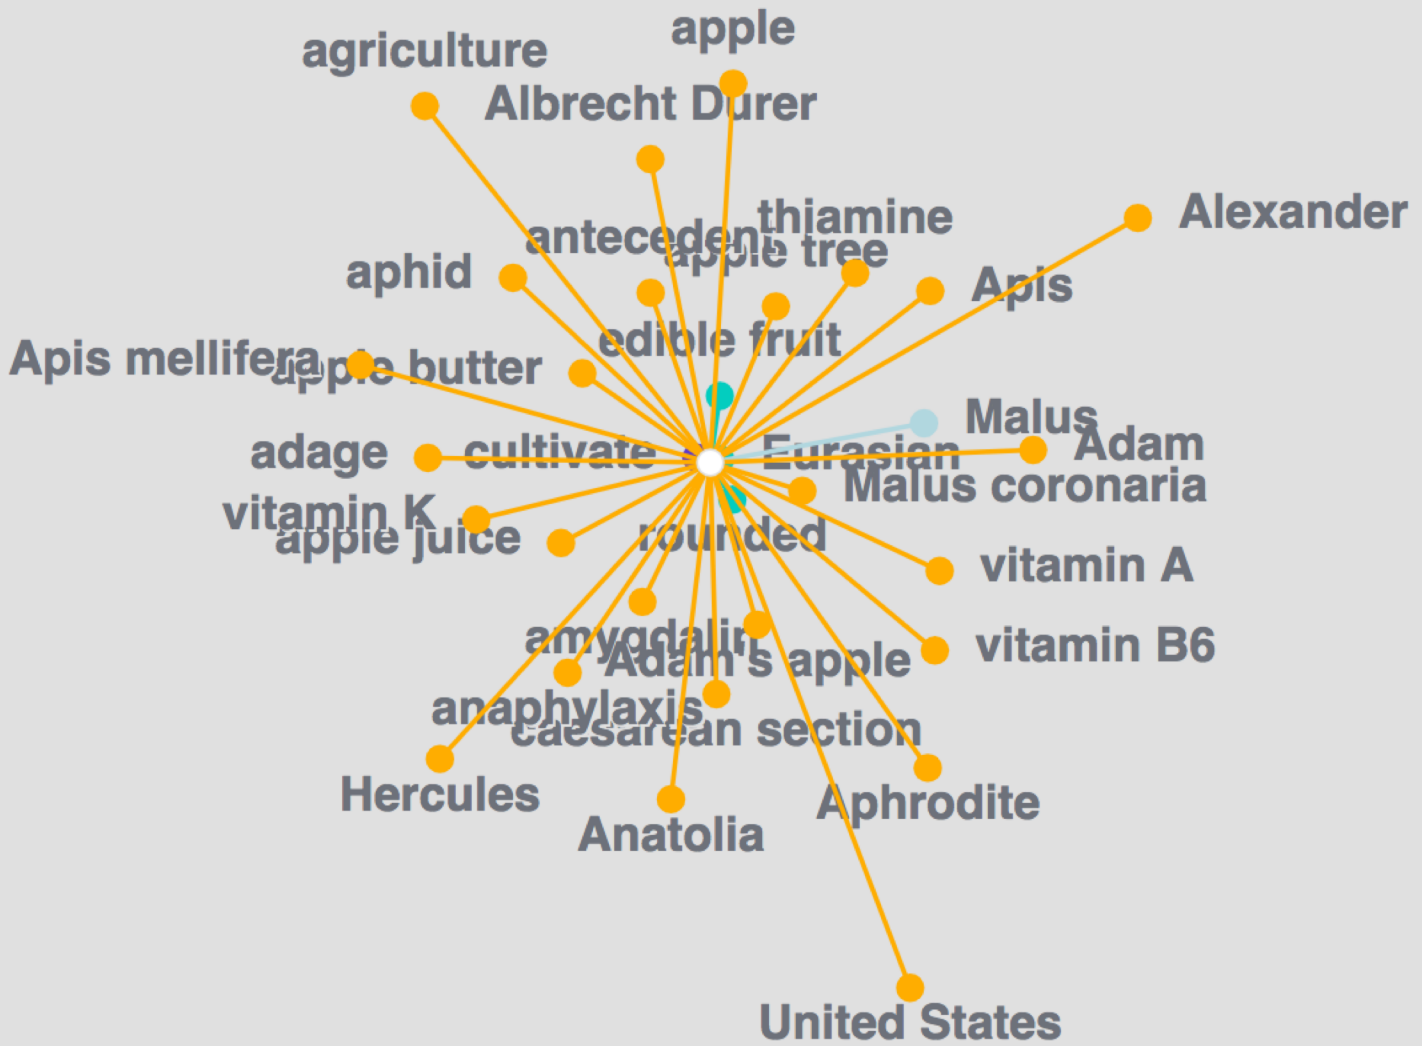 apple
agriculture
Albrecht Durer
Alexander
thiamine
antecedent
apple tree
aphid
Apis
edible fruit
Apis mellifera
apple butter
Malus
Adam
adage
cultivate
Eurasian
Malus coronaria
vitamin K
apple juice
rounded
vitamin A
amygdalin
vitamin B6
Adam's apple
anaphylaxis
caesarean section
Hercules
Aphrodite
Anatolia
United States